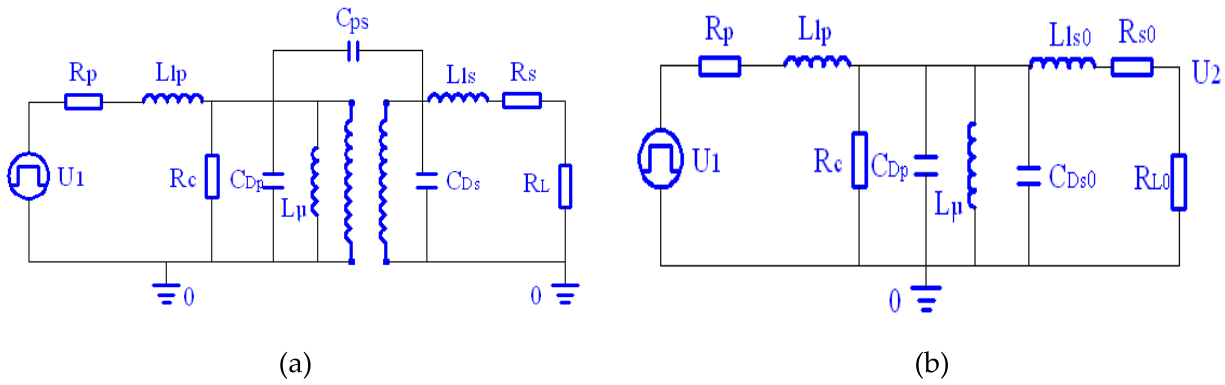 Cps
Rp Llp Lls Rs
U1 Rc CDp Lμ CDs RL
0 0
(a)
Rp Llp Lls0 Rs0 U2
U1 Rc CDp Lμ CDs0 RL0
0
(b)